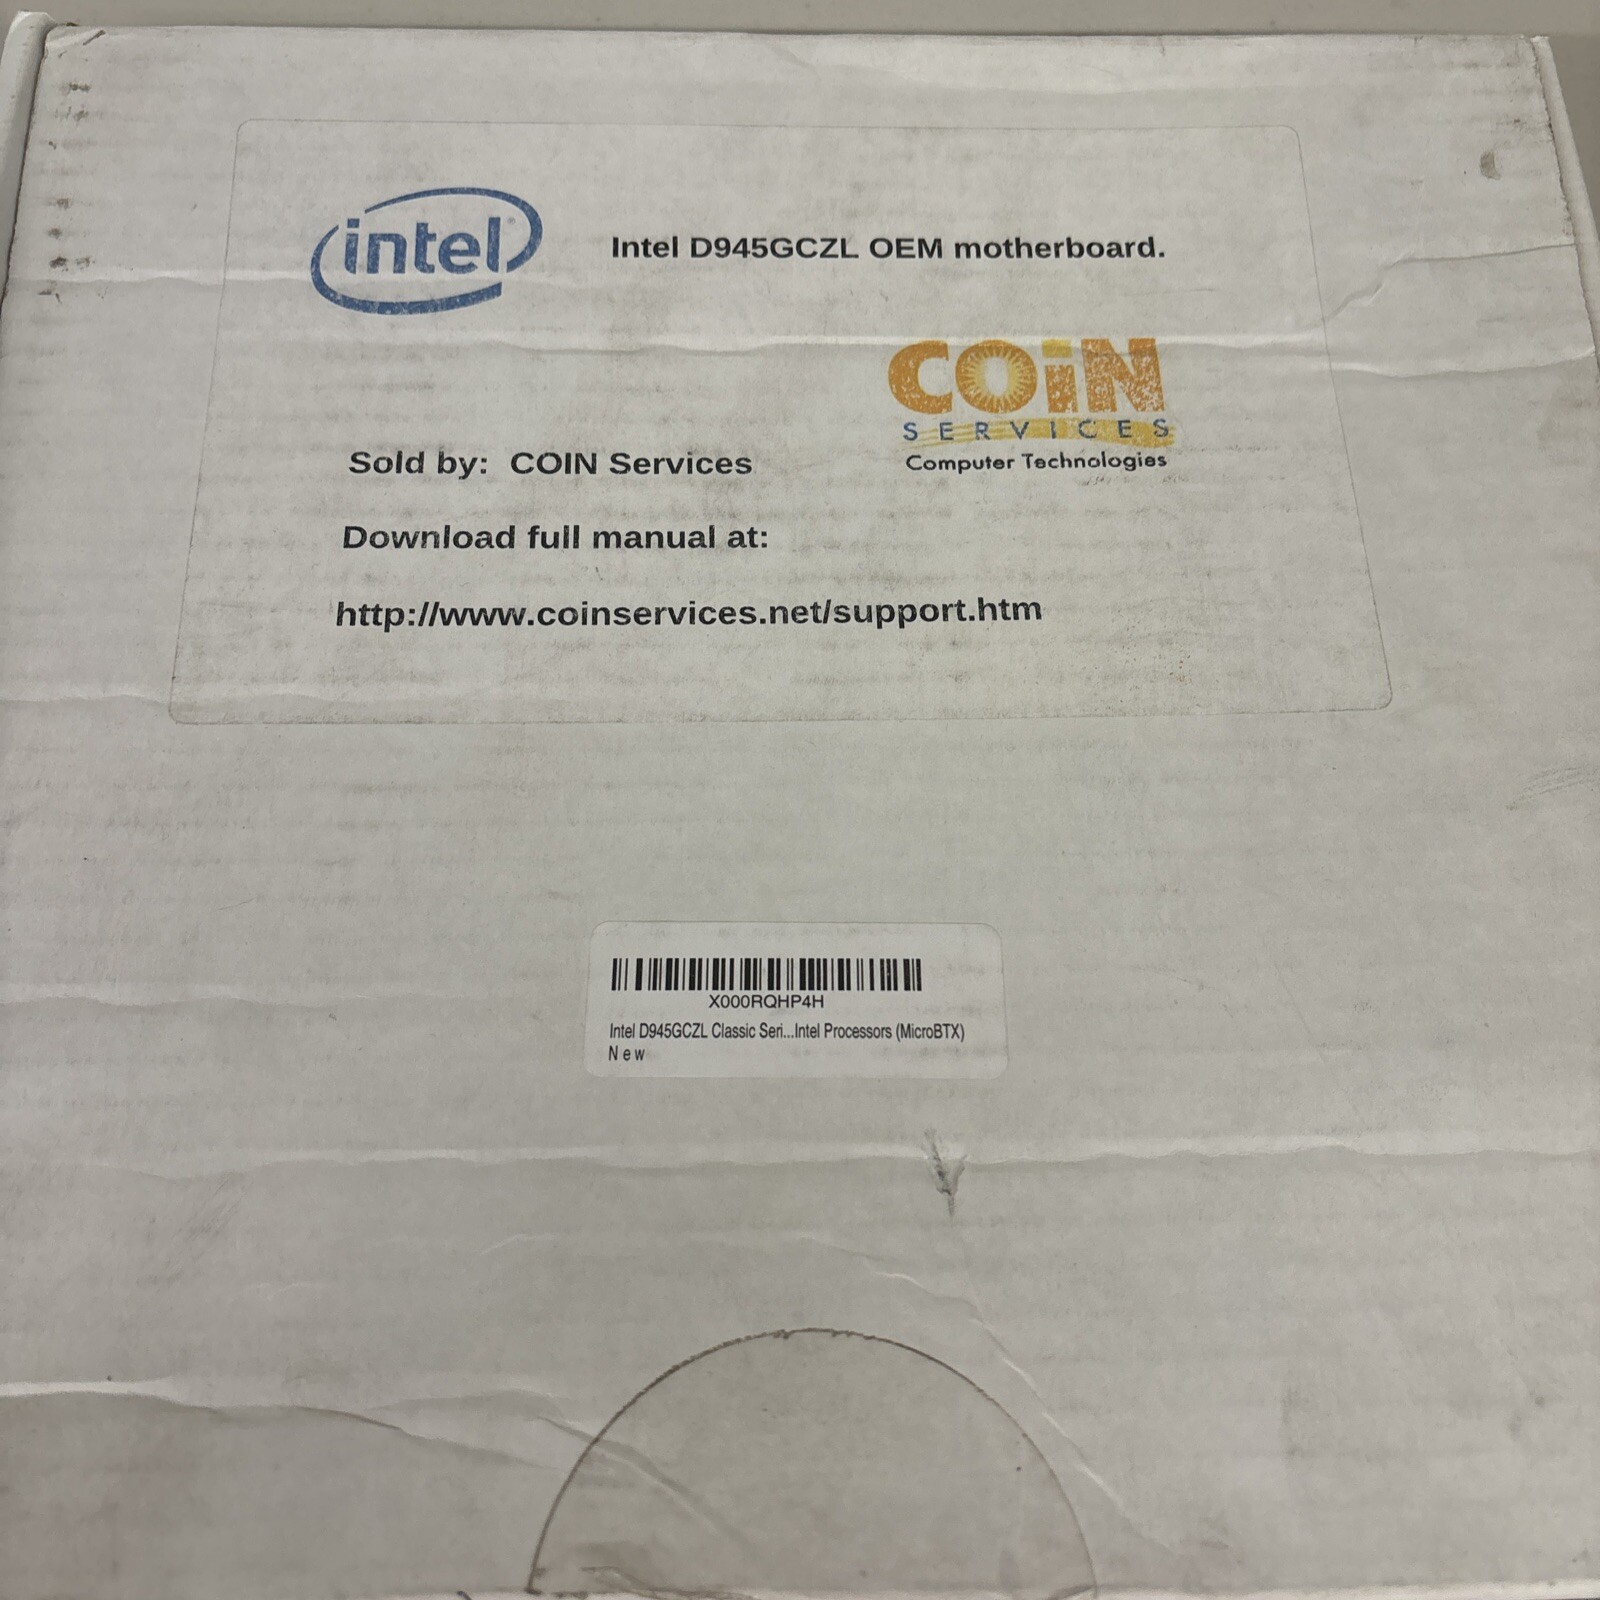 intel
Intel D945GCZL OEM motherboard.
COiN
SERVICES
Computer Technologies
Sold by: COIN Services
Download full manual at:
http://www.coinservices.net/support.htm
X000RQHP4H
Intel D945GCZL Classic Seri...Intel Processors (MicroBTX)
New